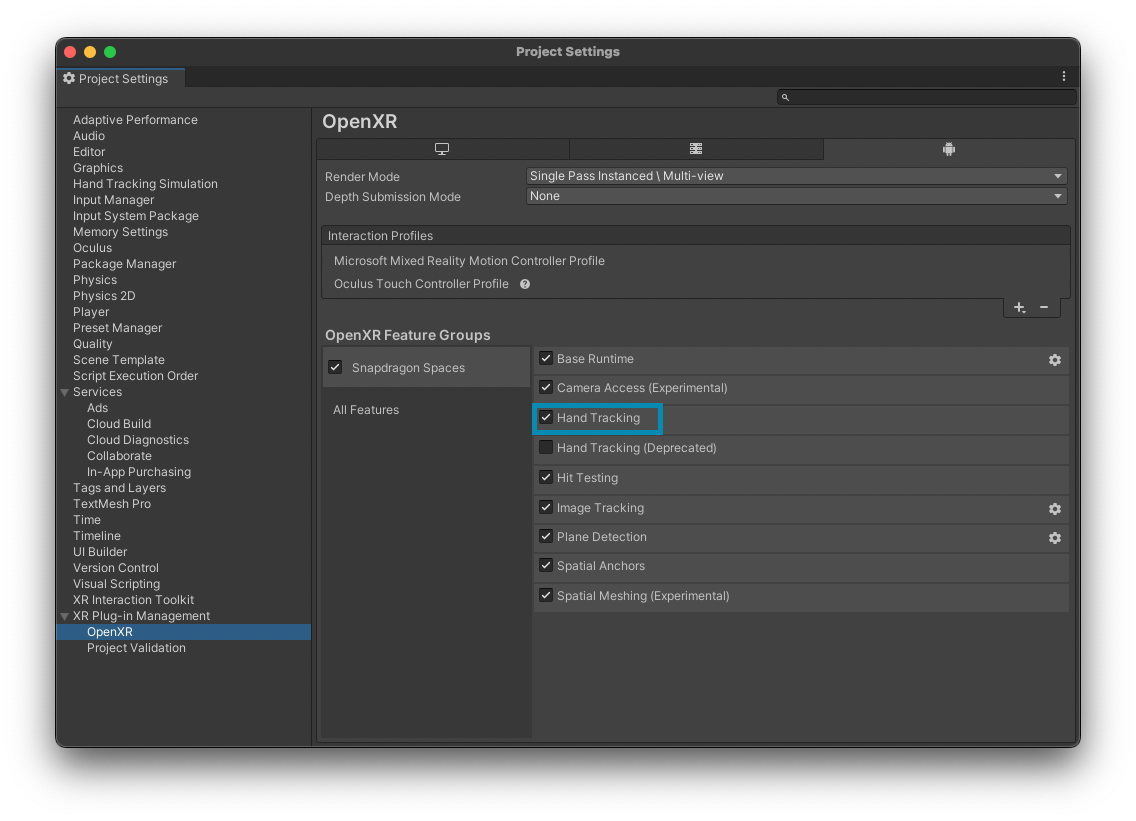 Project Settings
Project Settings
Adaptive Performance
Audio
Editor
Graphics
Hand Tracking Simulation
Input Manager
Input System Package
Memory Settings
Oculus
Package Manager
Physics
Physics 2D
Player
Preset Manager
Quality
Scene Template
Script Execution Order
Services
Ads
Cloud Build
Cloud Diagnostics
Collaborate
In-App Purchasing
Tags and Layers
TextMesh Pro
Time
Timeline
UI Builder
Version Control
Visual Scripting
XR Interaction Toolkit
XR Plug-in Management
OpenXR
Project Validation
OpenXR
Render Mode Single Pass Instanced \ Multi-view
Depth Submission Mode None
Interaction Profiles
Microsoft Mixed Reality Motion Controller Profile
Oculus Touch Controller Profile ?
+ −
OpenXR Feature Groups
Snapdragon Spaces
All Features
Base Runtime
Camera Access (Experimental)
Hand Tracking
Hand Tracking (Deprecated)
Hit Testing
Image Tracking
Plane Detection
Spatial Anchors
Spatial Meshing (Experimental)